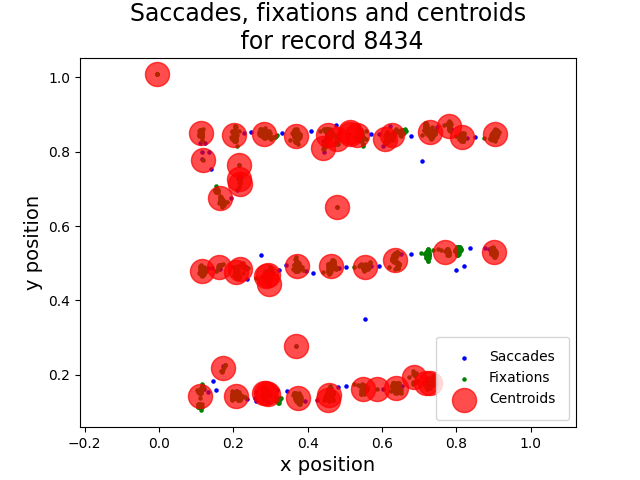 Saccades, fixations and centroids
for record 8434
y position
1.0
0.8
0.6
0.4
0.2
−0.2
0.0
0.2
0.4
0.6
0.8
1.0
x position
Saccades
Fixations
Centroids